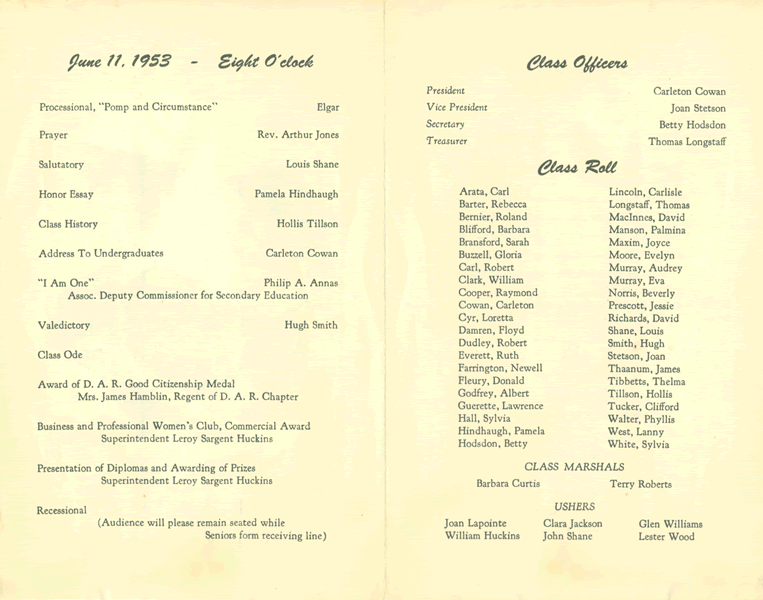 June 11, 1953 - Eight O'clock
Processional, "Pomp and Circumstance" Elgar
Prayer Rev. Arthur Jones
Salutatory Louis Shane
Honor Essay Pamela Hindhaugh
Class History Hollis Tillson
Address To Undergraduates Carleton Cowan
"I Am One" Philip A. Annas
Assoc. Deputy Commissioner for Secondary Education
Valedictory Hugh Smith
Class Ode
Award of D. A. R. Good Citizenship Medal
Mrs. James Hamblin, Regent of D. A. R. Chapter
Business and Professional Women's Club, Commercial Award
Superintendent Leroy Sargent Huckins
Presentation of Diplomas and Awarding of Prizes
Superintendent Leroy Sargent Huckins
Recessional
(Audience will please remain seated while
Seniors form receiving line)
Class Officers
President Carleton Cowan
Vice President Joan Stetson
Secretary Betty Hodsdon
Treasurer Thomas Longstaff
Class Roll
Arata, Carl
Barter, Rebecca
Bernier, Roland
Blifford, Barbara
Bransford, Sarah
Buzzell, Gloria
Carl, Robert
Clark, William
Cooper, Raymond
Cowan, Carleton
Cyr, Loretta
Damren, Floyd
Dudley, Robert
Everett, Ruth
Farrington, Newell
Fleury, Donald
Godfrey, Albert
Guerette, Lawrence
Hall, Sylvia
Hindhaugh, Pamela
Hodsdon, Betty
Lincoln, Carlisle
Longstaff, Thomas
MacInnes, David
Manson, Palmina
Maxim, Joyce
Moore, Evelyn
Murray, Audrey
Murray, Eva
Norris, Beverly
Prescott, Jessie
Richards, David
Shane, Louis
Smith, Hugh
Stetson, Joan
Thaanum, James
Tibbetts, Thelma
Tillson, Hollis
Tucker, Clifford
Walter, Phyllis
West, Lanny
White, Sylvia
CLASS MARSHALS
Barbara Curtis Terry Roberts
USHERS
Joan Lapointe Clara Jackson Glen Williams
William Huckins John Shane Lester Wood